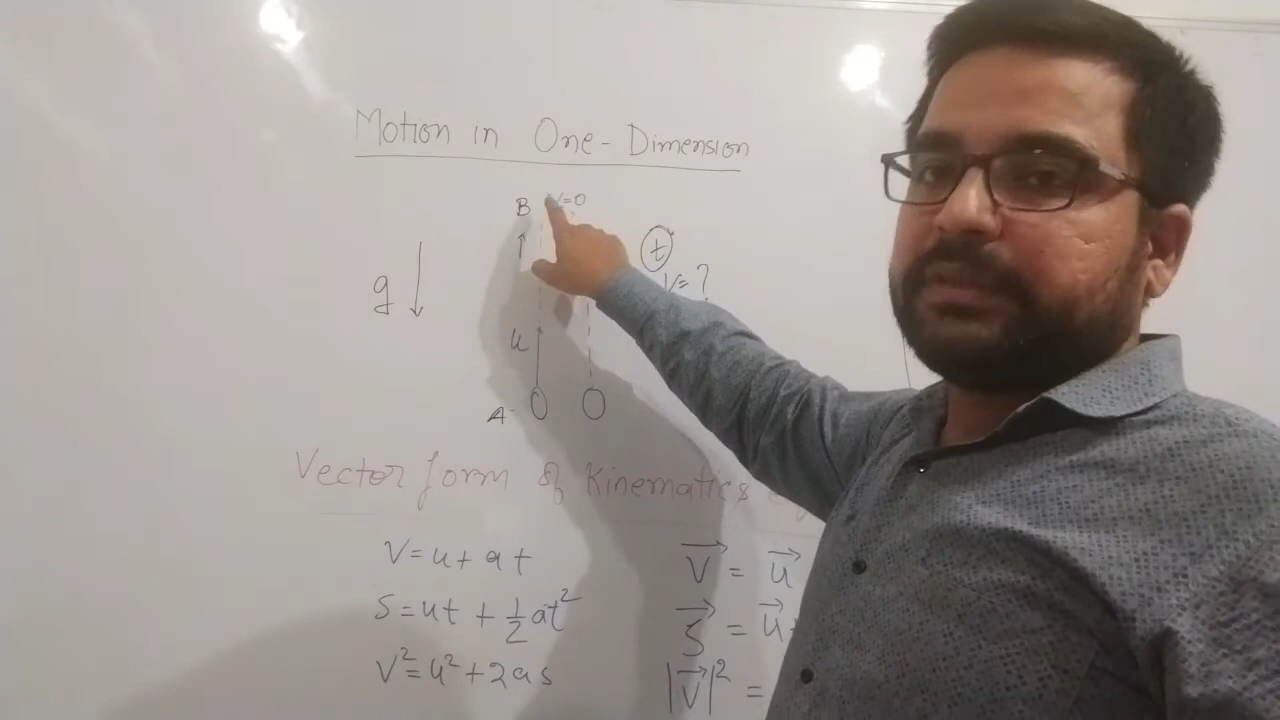 Motion in One-Dimension
B V=0
t
g
V=?
u
A
Vector form of Kinematics
V=u+at
S=ut+½at²
V²=u²+2as
V⃗ = u⃗
S⃗ = u⃗
|V⃗|² =